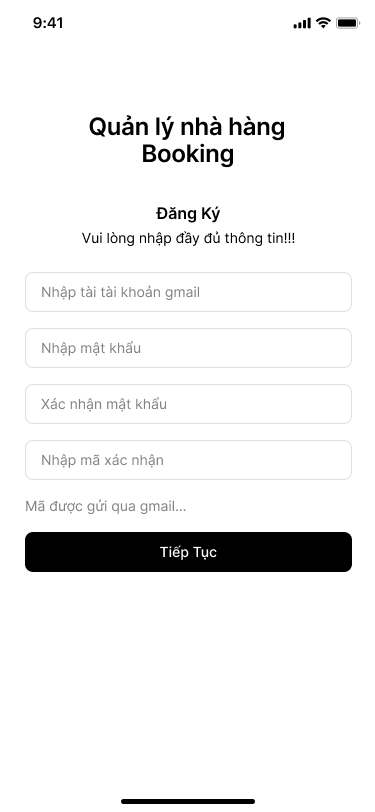 9:41
Quản lý nhà hàng
Booking
Đăng Ký
Vui lòng nhập đầy đủ thông tin!!!
Nhập tài tài khoản gmail
Nhập mật khẩu
Xác nhận mật khẩu
Nhập mã xác nhận
Mã được gửi qua gmail...
Tiếp Tục